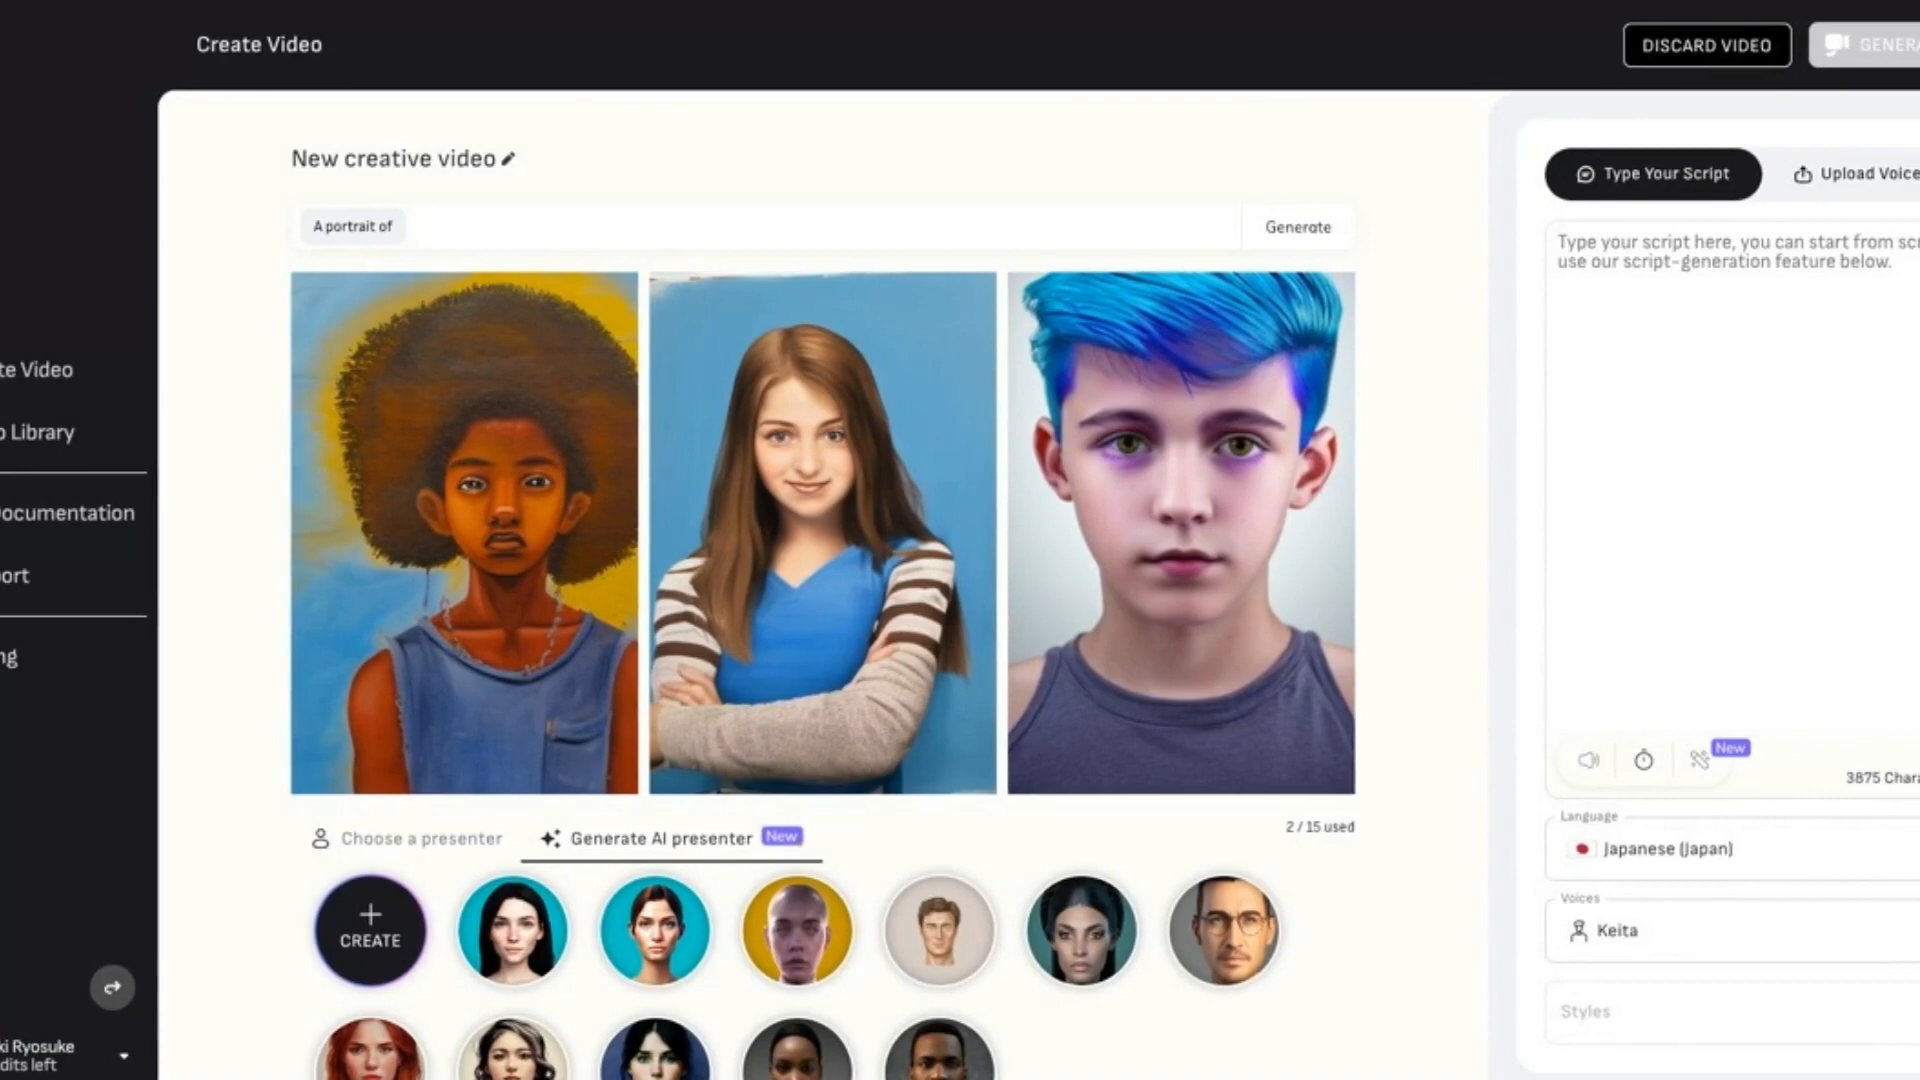 Create Video
DISCARD VIDEO
GENERA
New creative video
A portrait of
Generate
Type Your Script
Upload Voice
Type your script here, you can start from scr
use our script-generation feature below.
te Video
o Library
ocumentation
ort
ng
New
3875 Chara
Choose a presenter
Generate AI presenter
New
2 / 15 used
Language
Japanese (Japan)
CREATE
Voices
Keita
Styles
ki Ryosuke
dits left